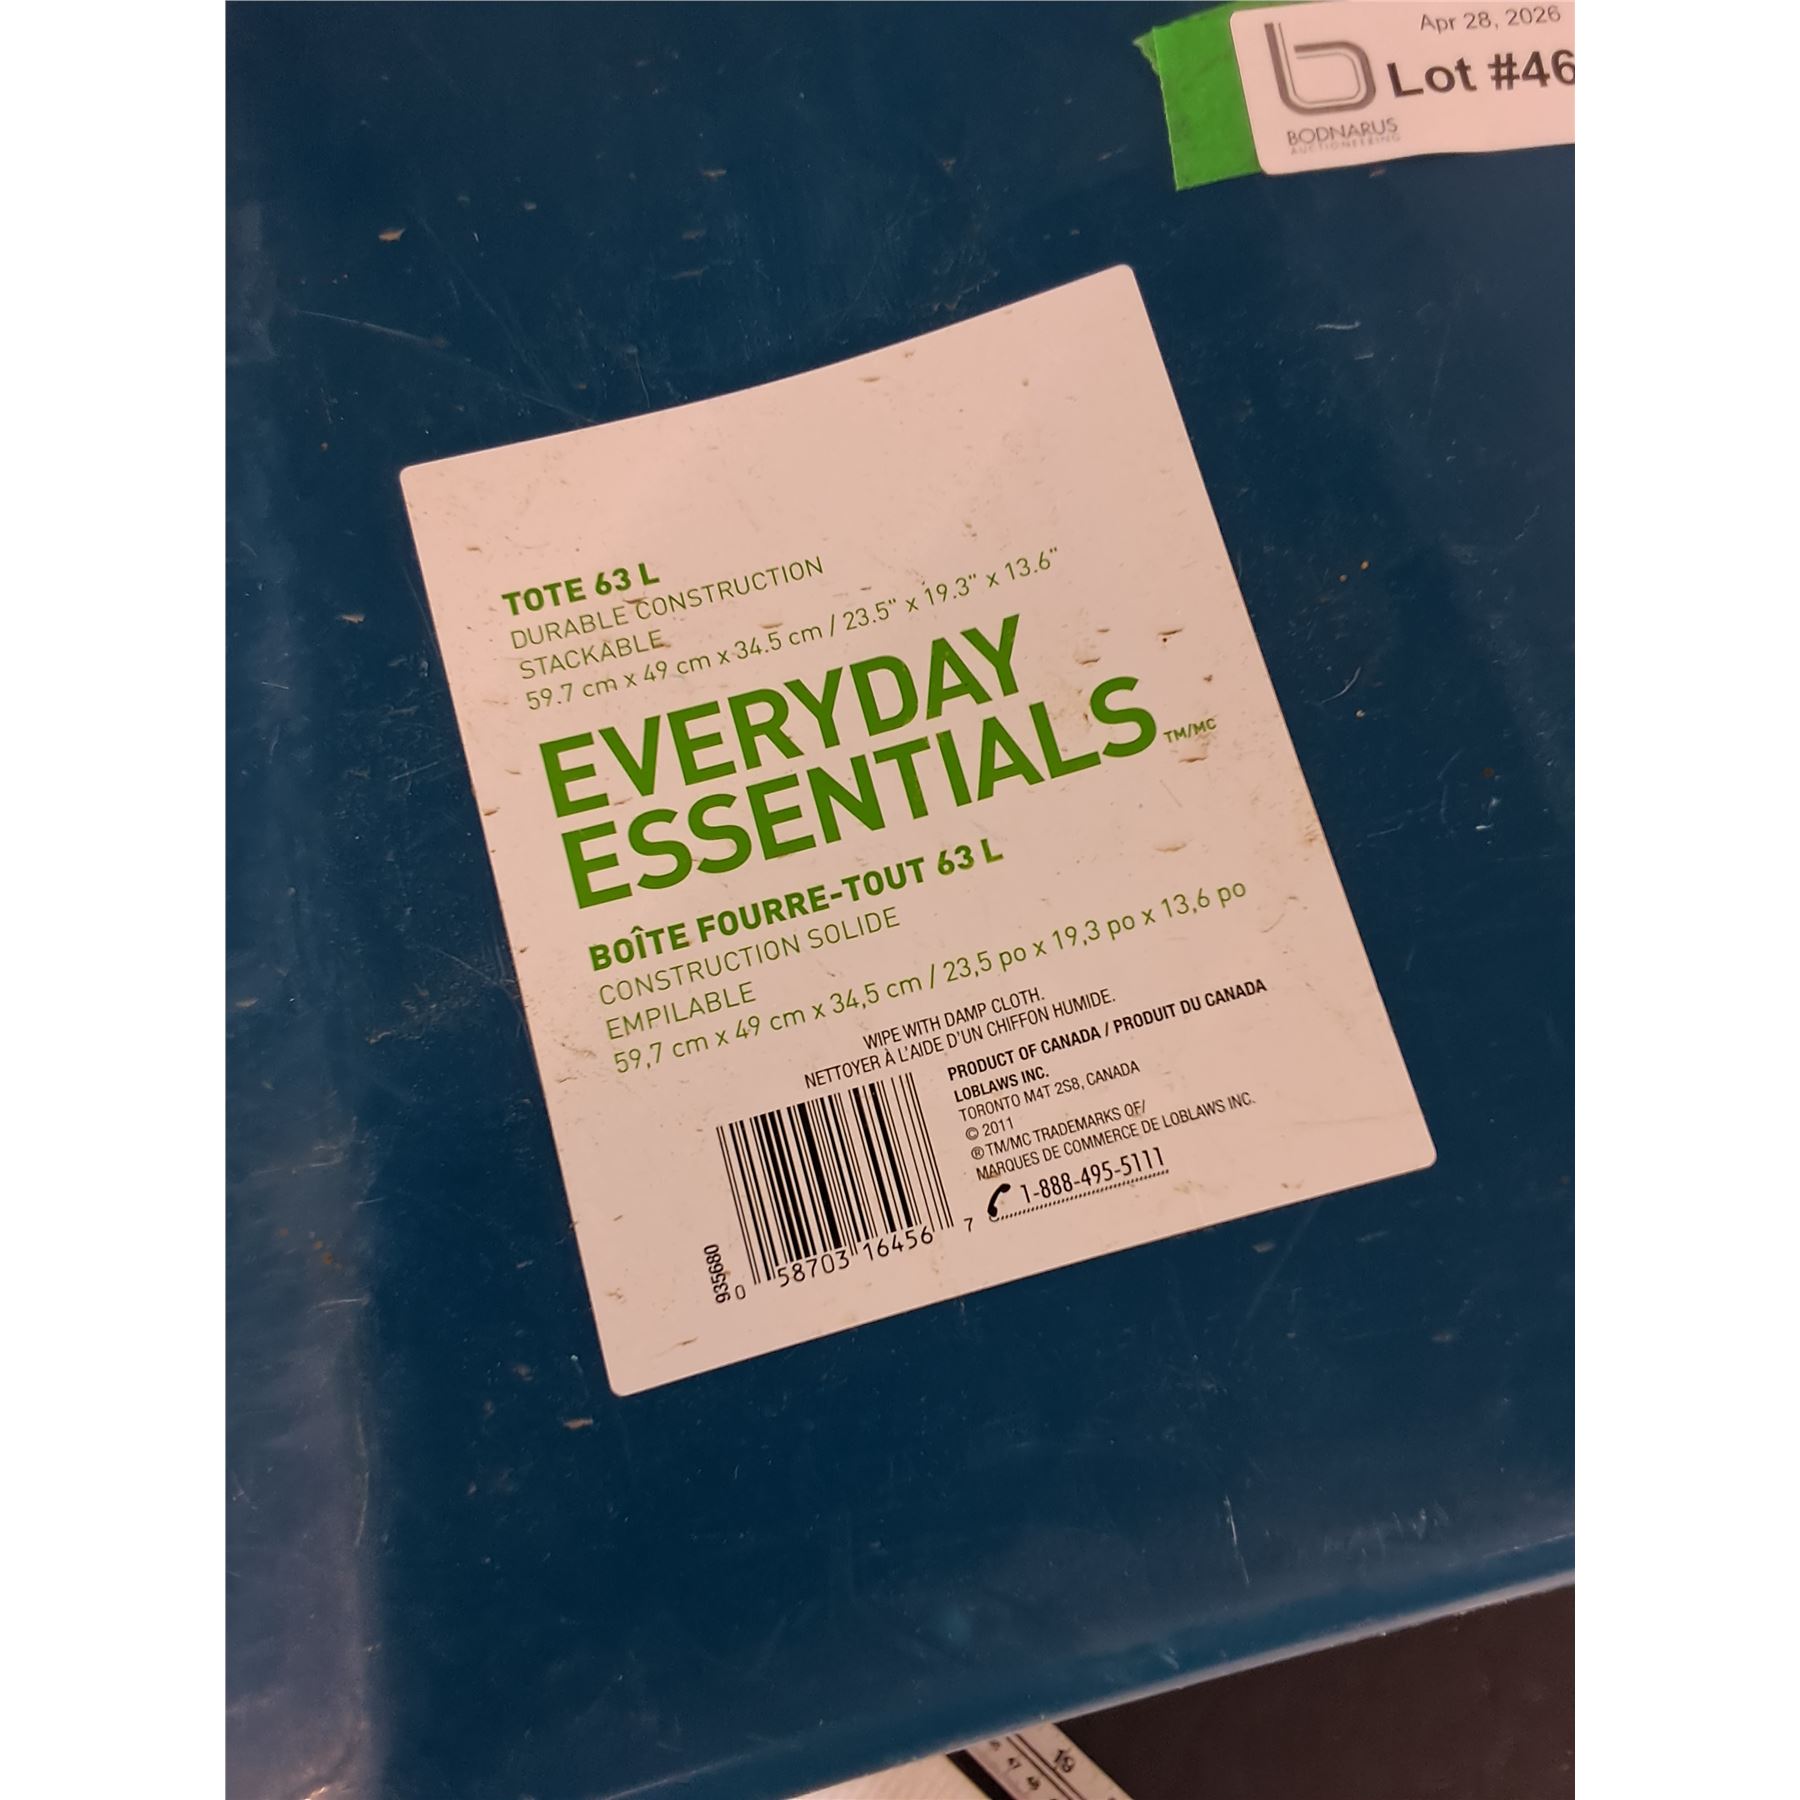 Apr 28, 2026
Lot #46
BODNARUS
AUCTIONEERING
TOTE 63 L
DURABLE CONSTRUCTION
STACKABLE
59.7 cm x 49 cm x 34.5 cm / 23.5" x 19.3" x 13.6"
EVERYDAY
ESSENTIALS TM/MC
BOÎTE FOURRE-TOUT 63 L
CONSTRUCTION SOLIDE
EMPILABLE
59,7 cm x 49 cm x 34,5 cm / 23,5 po x 19,3 po x 13,6 po
WIPE WITH DAMP CLOTH.
NETTOYER À L'AIDE D'UN CHIFFON HUMIDE.
PRODUCT OF CANADA / PRODUIT DU CANADA
LOBLAWS INC.
TORONTO M4T 2S8, CANADA
© 2011
® TM/MC TRADEMARKS OF/
MARQUES DE COMMERCE DE LOBLAWS INC.
1-888-495-5111
935680
0 58703 16456 7
19
47
48